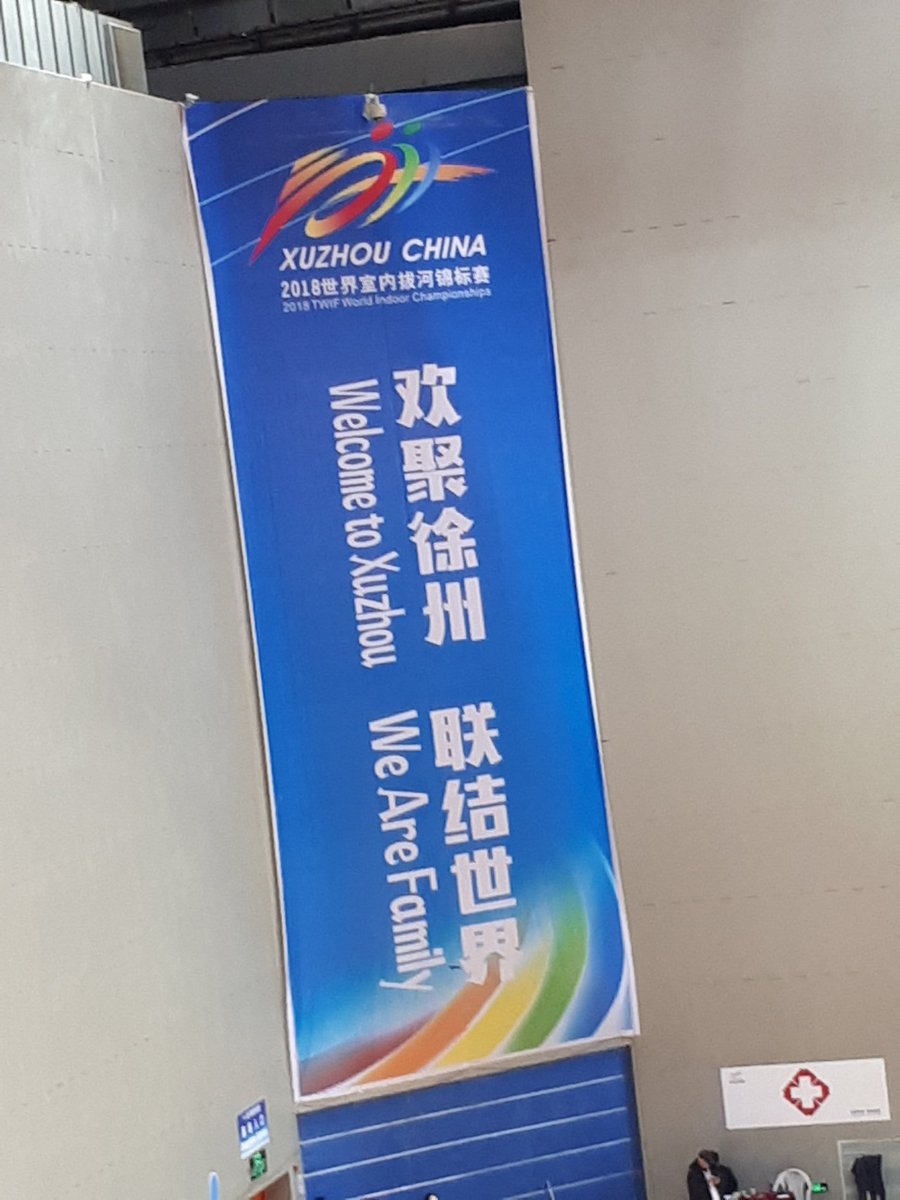 XUZHOU CHINA
2018世界室内拔河锦标赛
2018 TWIF World Indoor Championships
欢聚徐州 联结世界
Welcome to Xuzhou We Are Family